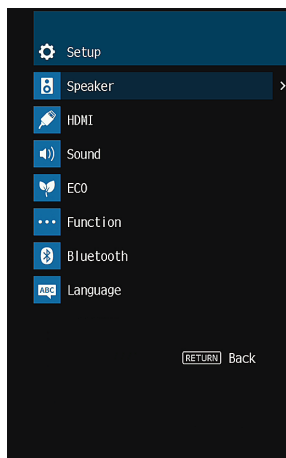 Setup
Speaker
HDMI
Sound
ECO
Function
Bluetooth
ABC Language
RETURN Back